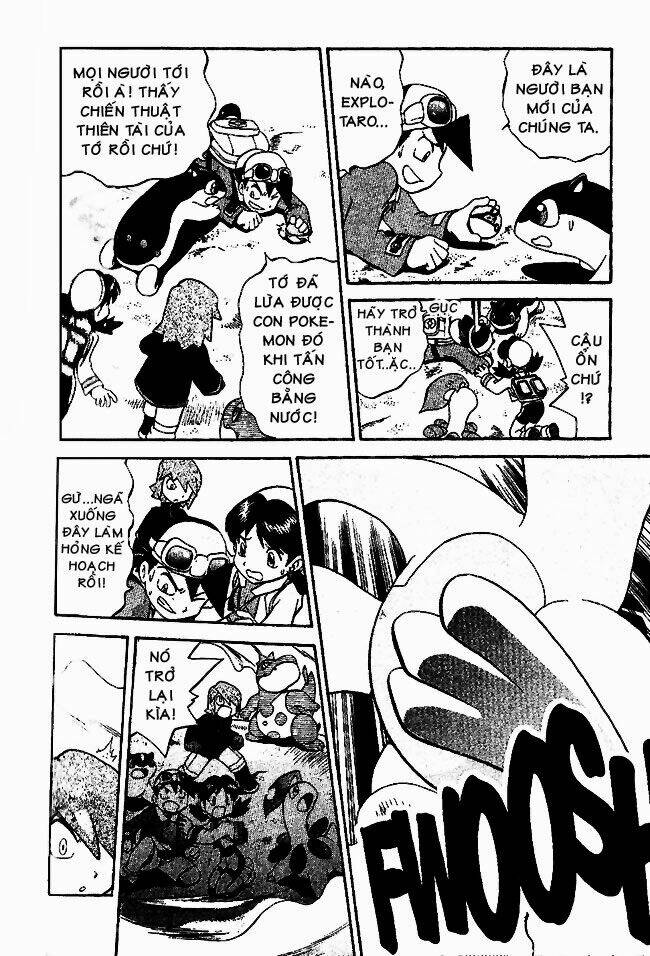 ĐÂY LÀ
NGƯỜI BẠN
MỚI CỦA
CHÚNG TA.
NÀO,
EXPLO-
TARO...
CẬU
ỔN
CHỨ
!?
GỤC
HÃY TRỞ
THÀNH
BẠN
TỐT..ẶC..
MỌI NGƯỜI TỚI
RỒI À! THẤY
CHIẾN THUẬT
THIÊN TÀI CỦA
TỚ RỒI CHỨ!
TỚ ĐÃ
LỪA ĐƯỢC
CON POKE-
MON ĐÓ
KHI TẤN
CÔNG
BẰNG
NƯỚC!
FWOOSH
GỨ...NGÃ
XUỐNG
ĐÂY LÀM
HỎNG KẾ
HOẠCH
RỒI!
NÓ
TRỞ
LẠI
KÌA!